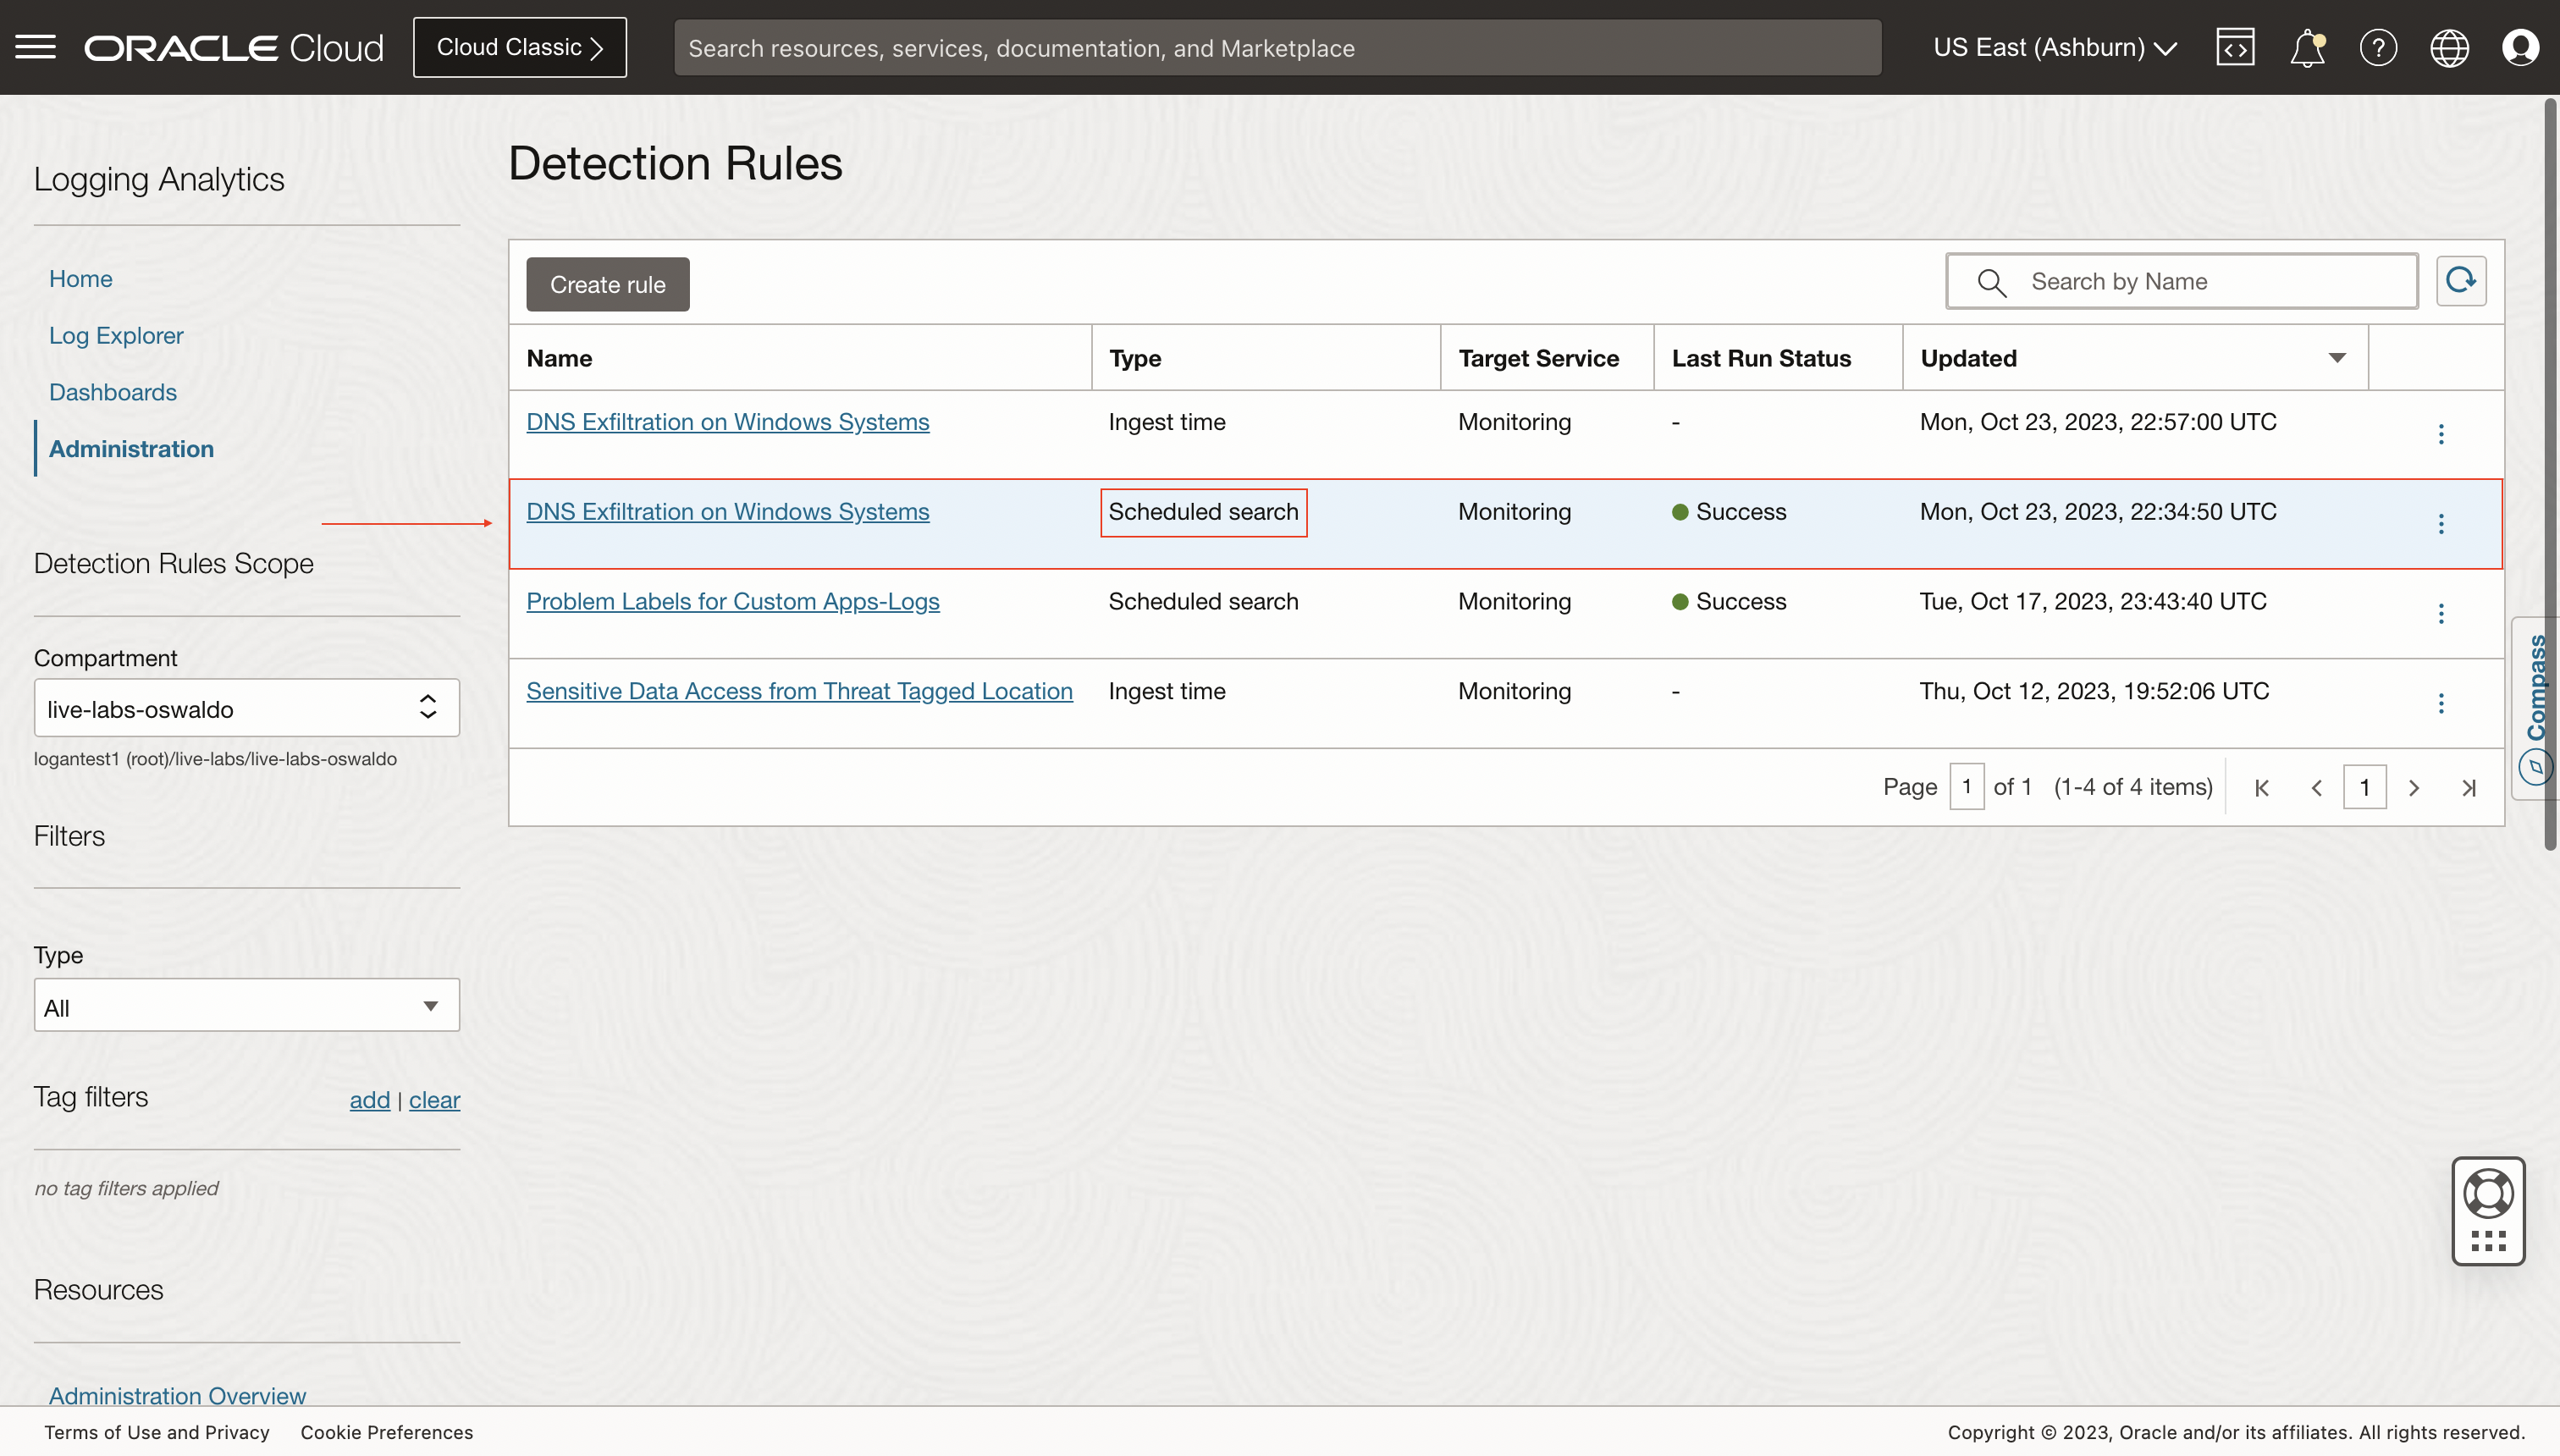 ORACLE Cloud
Cloud Classic
Search resources, services, documentation, and Marketplace
US East (Ashburn)
Logging Analytics
Home
Log Explorer
Dashboards
Administration
Detection Rules Scope
Compartment
live-labs-oswaldo
logantest1 (root)/live-labs/live-labs-oswaldo
Filters
Type
All
Tag filters
add | clear
no tag filters applied
Resources
Administration Overview
Detection Rules
Create rule
Search by Name
Name Type Target Service Last Run Status Updated
DNS Exfiltration on Windows Systems Ingest time Monitoring - Mon, Oct 23, 2023, 22:57:00 UTC
DNS Exfiltration on Windows Systems Scheduled search Monitoring Success Mon, Oct 23, 2023, 22:34:50 UTC
Problem Labels for Custom Apps-Logs Scheduled search Monitoring Success Tue, Oct 17, 2023, 23:43:40 UTC
Sensitive Data Access from Threat Tagged Location Ingest time Monitoring - Thu, Oct 12, 2023, 19:52:06 UTC
Page 1 of 1 (1-4 of 4 items) 1
Compass
Terms of Use and Privacy Cookie Preferences
Copyright © 2023, Oracle and/or its affiliates. All rights reserved.